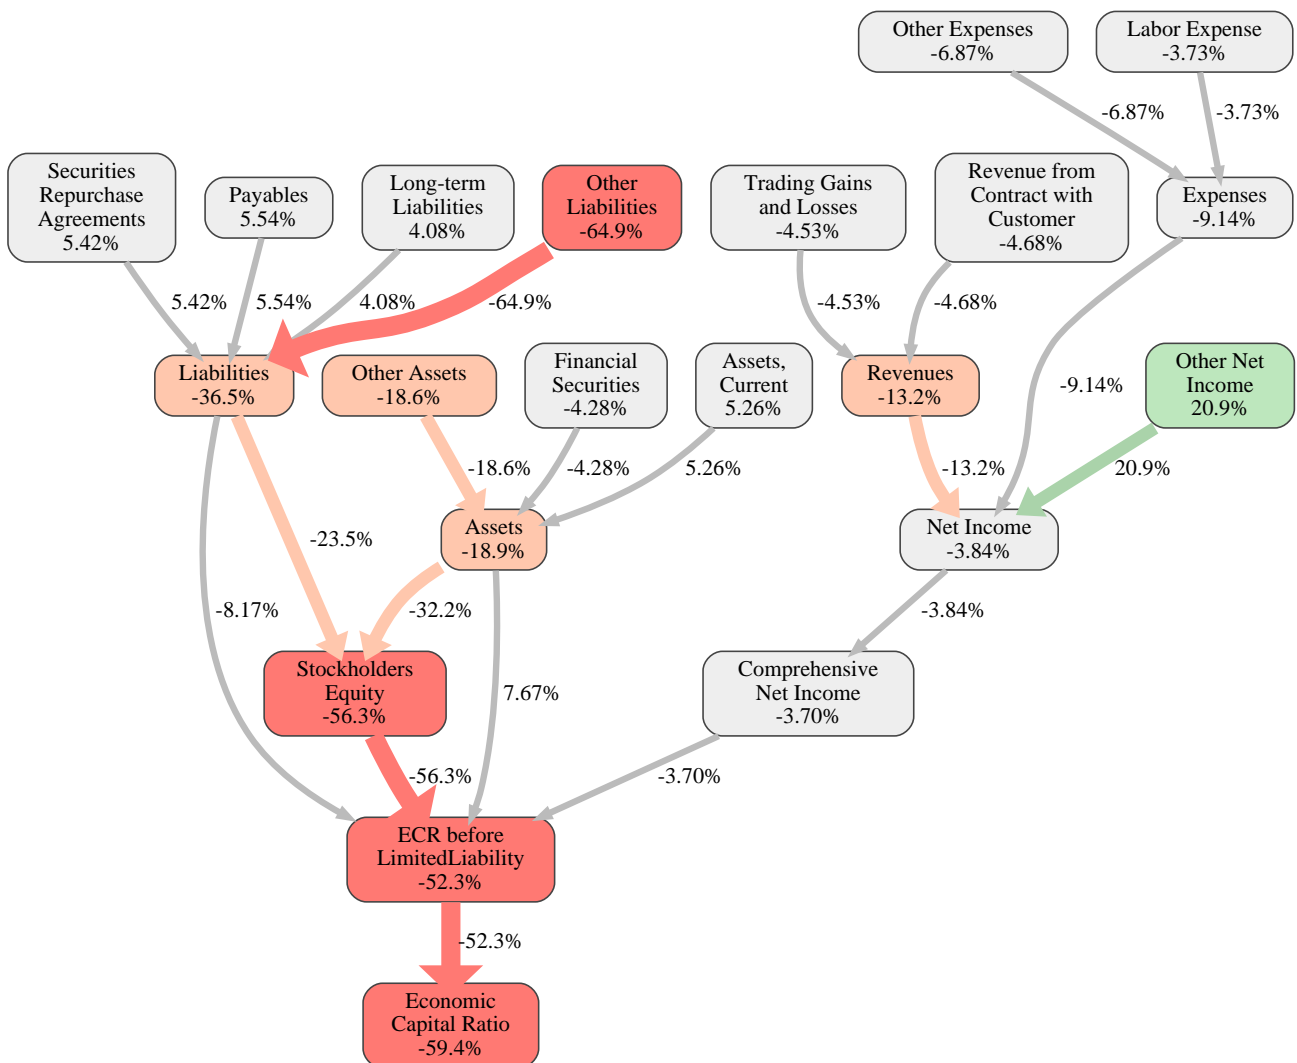 Other Expenses
-6.87%
Labor Expense
-3.73%
-6.87%
-3.73%
Securities
Repurchase
Agreements
5.42%
Payables
5.54%
Long-term
Liabilities
4.08%
Other
Liabilities
-64.9%
Trading Gains
and Losses
-4.53%
Revenue from
Contract with
Customer
-4.68%
Expenses
-9.14%
5.42%
5.54%
4.08%
-64.9%
-4.53%
-4.68%
Liabilities
-36.5%
Other Assets
-18.6%
Financial
Securities
-4.28%
Assets,
Current
5.26%
Revenues
-13.2%
-9.14%
Other Net
Income
20.9%
-18.6%
-4.28%
5.26%
-13.2%
20.9%
-23.5%
Assets
-18.9%
Net Income
-3.84%
-8.17%
-32.2%
-3.84%
Stockholders
Equity
-56.3%
7.67%
Comprehensive
Net Income
-3.70%
-56.3%
-3.70%
ECR before
LimitedLiability
-52.3%
-52.3%
Economic
Capital Ratio
-59.4%